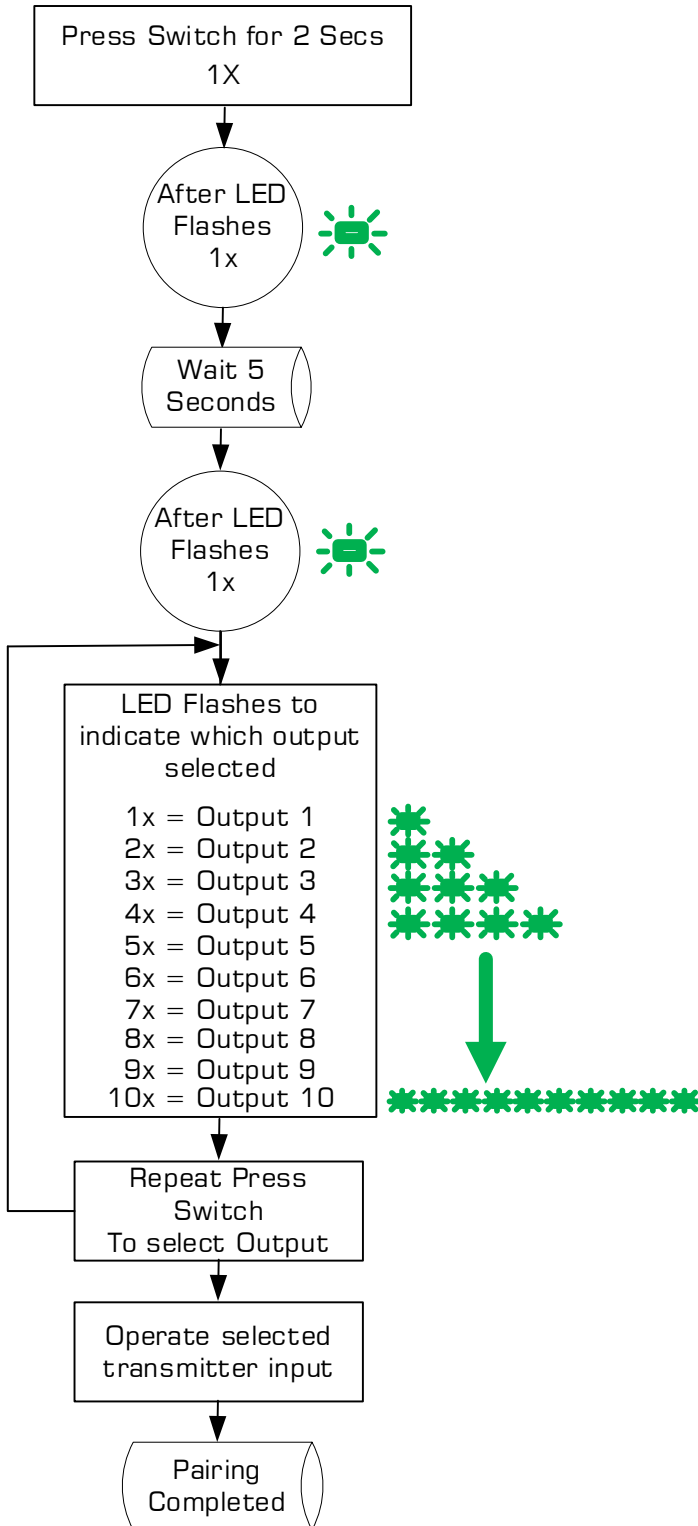 Press Switch for 2 Secs
1X
After LED
Flashes
1x
Wait 5
Seconds
After LED
Flashes
1x
LED Flashes to
indicate which output
selected
1x = Output 1
2x = Output 2
3x = Output 3
4x = Output 4
5x = Output 5
6x = Output 6
7x = Output 7
8x = Output 8
9x = Output 9
10x = Output 10
Repeat Press
Switch
To select Output
Operate selected
transmitter input
Pairing
Completed